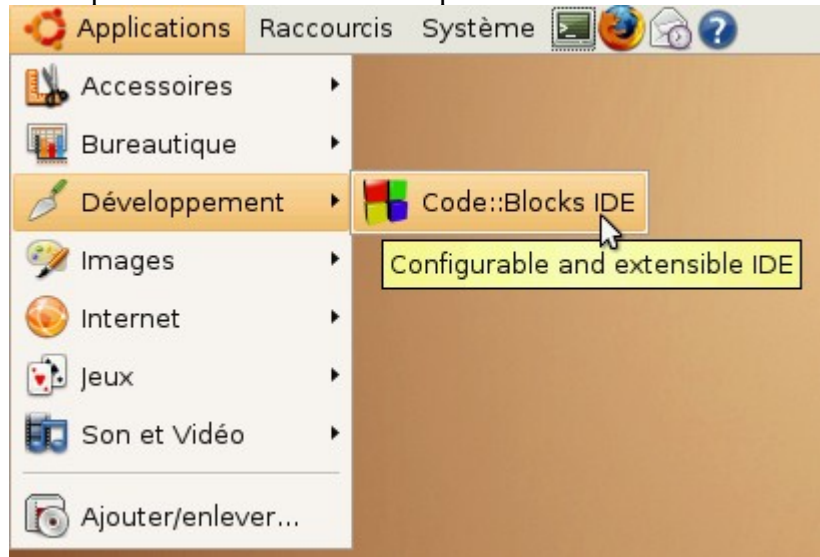 Applications Raccourcis Système
Accessoires
Bureautique
Développement
Code::Blocks IDE
Configurable and extensible IDE
Images
Internet
Jeux
Son et Vidéo
Ajouter/enlever...